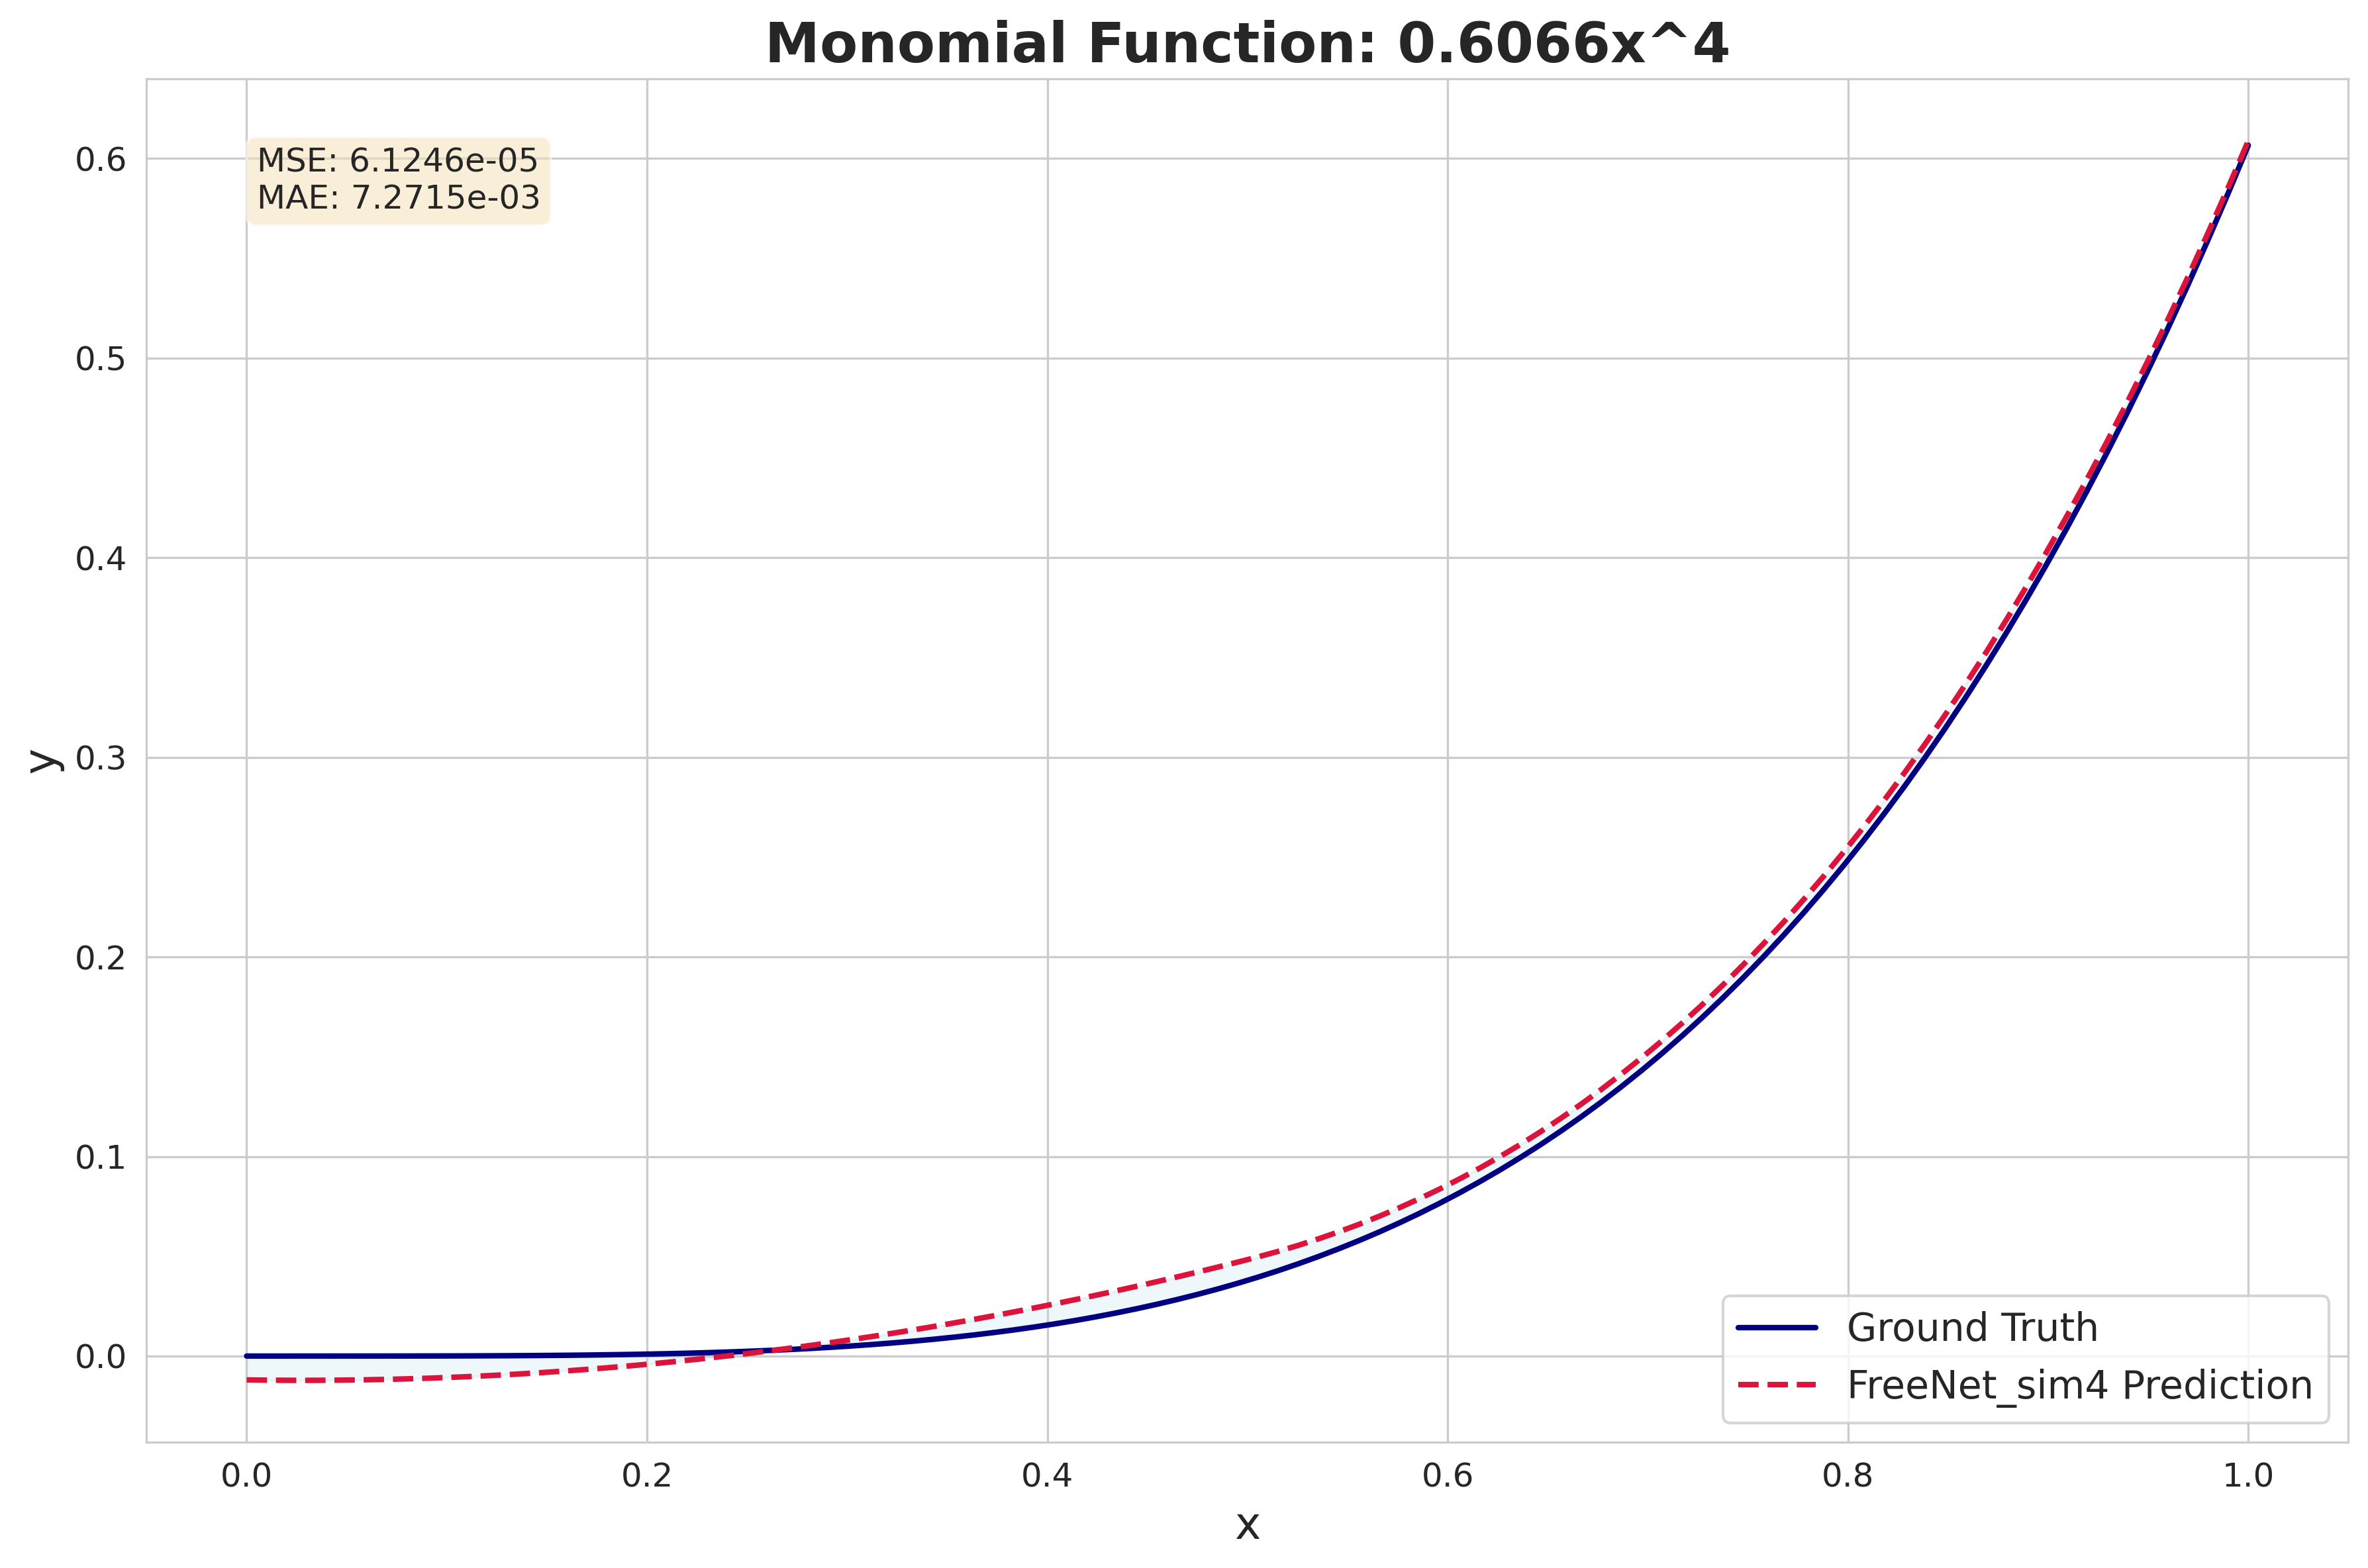 Monomial Function: 0.6066x^4
MSE: 6.1246e-05
MAE: 7.2715e-03
y
0.6
0.5
0.4
0.3
0.2
0.1
0.0
Ground Truth
FreeNet_sim4 Prediction
0.0 0.2 0.4 0.6 0.8 1.0
x